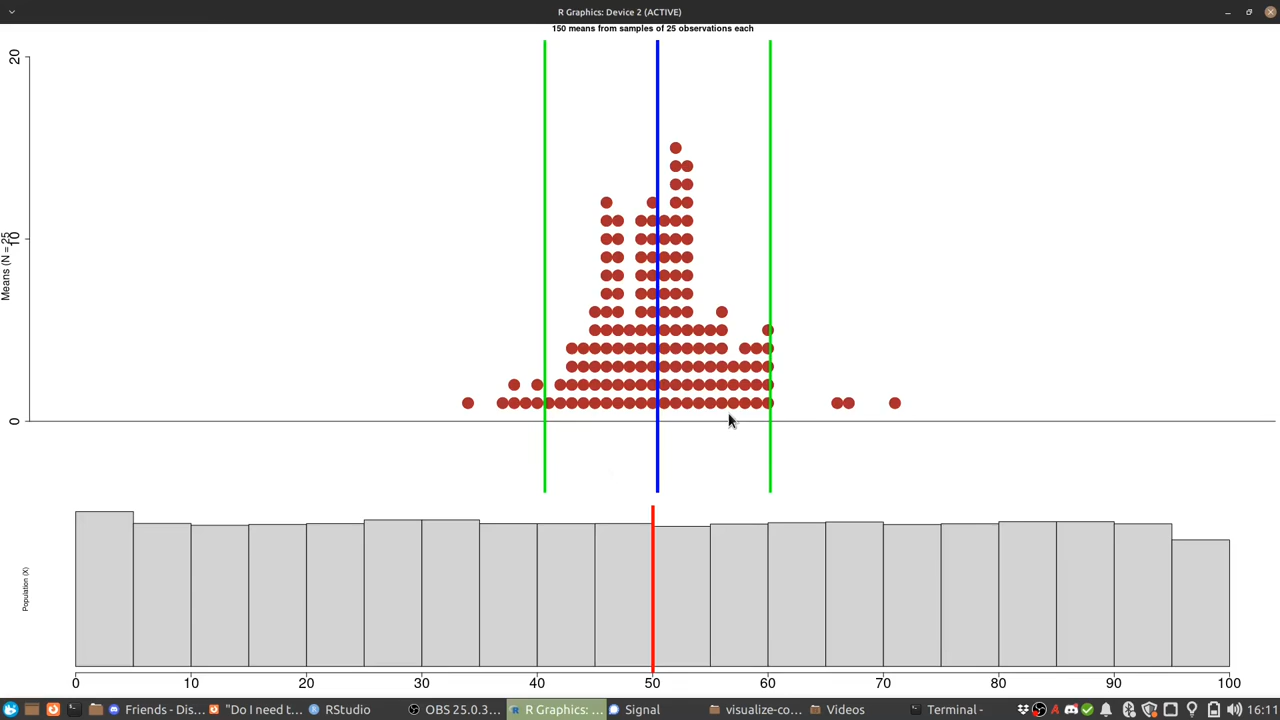 R Graphics: Device 2 (ACTIVE)
150 means from samples of 25 observations each
20
10
0
Means (N = 25
Population (X)
0 10 20 30 40 50 60 70 80 90 100
Friends - Dis... "Do I need t... RStudio OBS 25.0.3... R Graphics: ... Signal visualize-co... Videos Terminal - 16:11